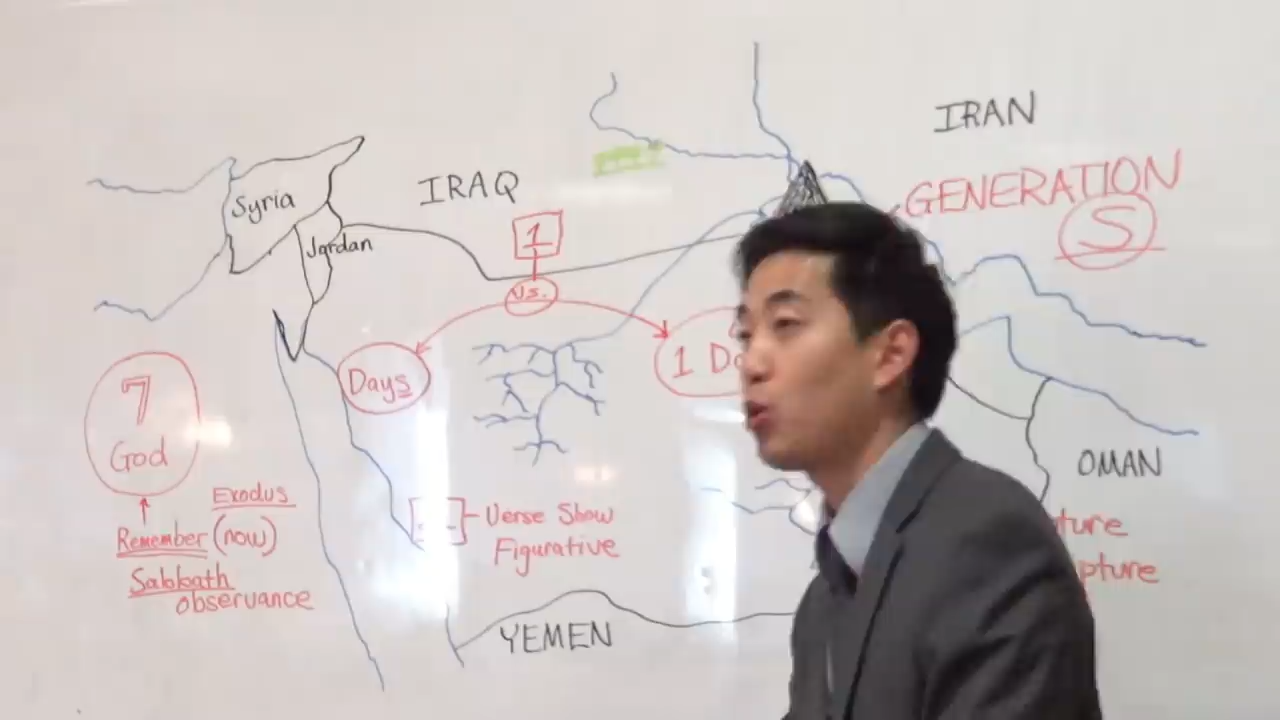 IRAN
GENERATION
S
IRAQ
Syria
Jordan
1
vs.
Days
1
7
God
OMAN
Exodus
Remember (now)
Sabbath
observance
Verse Show
Figurative
YEMEN